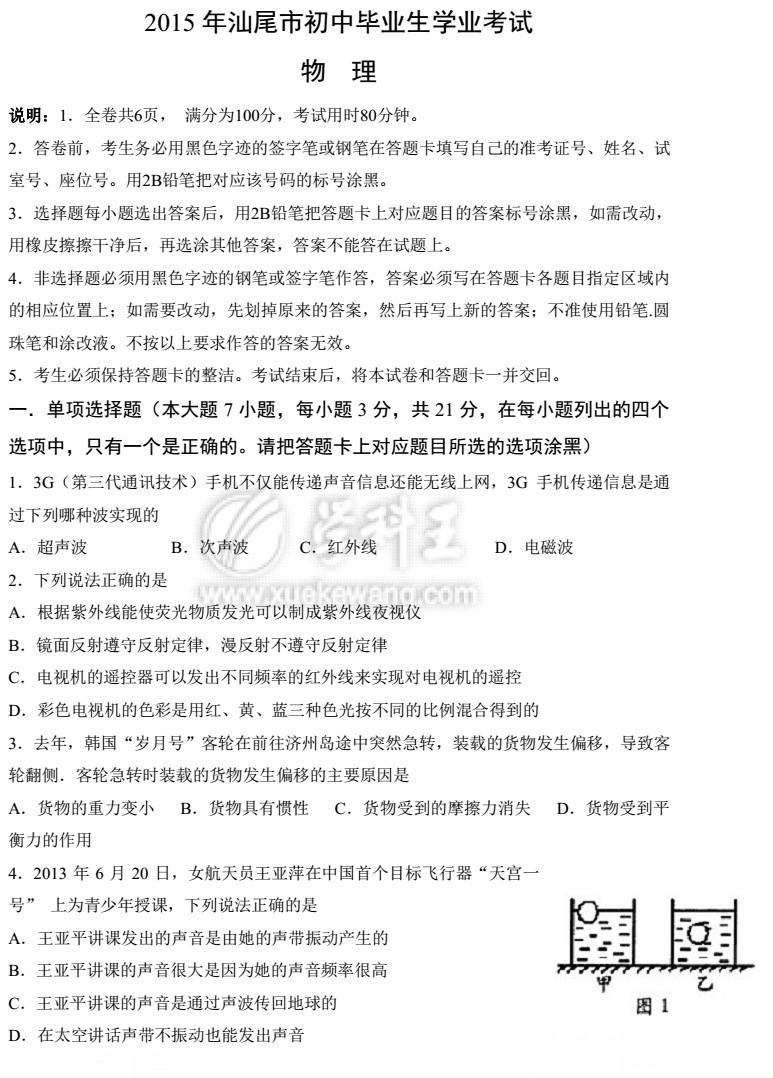 2015 年汕尾市初中毕业生学业考试
物 理
说明：1．全卷共6页， 满分为100分，考试用时80分钟。
2．答卷前，考生务必用黑色字迹的签字笔或钢笔在答题卡填写自己的准考证号、姓名、试
室号、座位号。用2B铅笔把对应该号码的标号涂黑。
3．选择题每小题选出答案后，用2B铅笔把答题卡上对应题目的答案标号涂黑，如需改动，
用橡皮擦擦干净后，再选涂其他答案，答案不能答在试题上。
4．非选择题必须用黑色字迹的钢笔或签字笔作答，答案必须写在答题卡各题目指定区域内
的相应位置上；如需要改动，先划掉原来的答案，然后再写上新的答案；不准使用铅笔.圆
珠笔和涂改液。不按以上要求作答的答案无效。
5．考生必须保持答题卡的整洁。考试结束后，将本试卷和答题卡一并交回。
一．单项选择题（本大题 7 小题，每小题 3 分，共 21 分，在每小题列出的四个
选项中，只有一个是正确的。请把答题卡上对应题目所选的选项涂黑）
1．3G（第三代通讯技术）手机不仅能传递声音信息还能无线上网，3G 手机传递信息是通
过下列哪种波实现的
A．超声波 B．次声波 C．红外线 D．电磁波
学科王
www.xuekewang.com
2．下列说法正确的是
A．根据紫外线能使荧光物质发光可以制成紫外线夜视仪
B．镜面反射遵守反射定律，漫反射不遵守反射定律
C．电视机的遥控器可以发出不同频率的红外线来实现对电视机的遥控
D．彩色电视机的色彩是用红、黄、蓝三种色光按不同的比例混合得到的
3．去年，韩国“岁月号”客轮在前往济州岛途中突然急转，装载的货物发生偏移，导致客
轮翻侧．客轮急转时装载的货物发生偏移的主要原因是
A．货物的重力变小 B．货物具有惯性 C．货物受到的摩擦力消失 D．货物受到平
衡力的作用
4．2013 年 6 月 20 日，女航天员王亚萍在中国首个目标飞行器“天宫一
号” 上为青少年授课，下列说法正确的是
A．王亚平讲课发出的声音是由她的声带振动产生的
B．王亚平讲课的声音很大是因为她的声音频率很高
C．王亚平讲课的声音是通过声波传回地球的
D．在太空讲话声带不振动也能发出声音
甲 乙
图 1